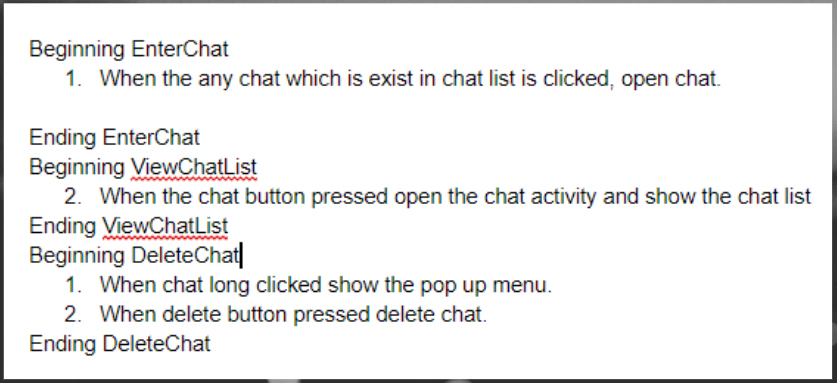 Beginning EnterChat
1. When the any chat which is exist in chat list is clicked, open chat.
Ending EnterChat
Beginning ViewChatList
2. When the chat button pressed open the chat activity and show the chat list
Ending ViewChatList
Beginning DeleteChat
1. When chat long clicked show the pop up menu.
2. When delete button pressed delete chat.
Ending DeleteChat